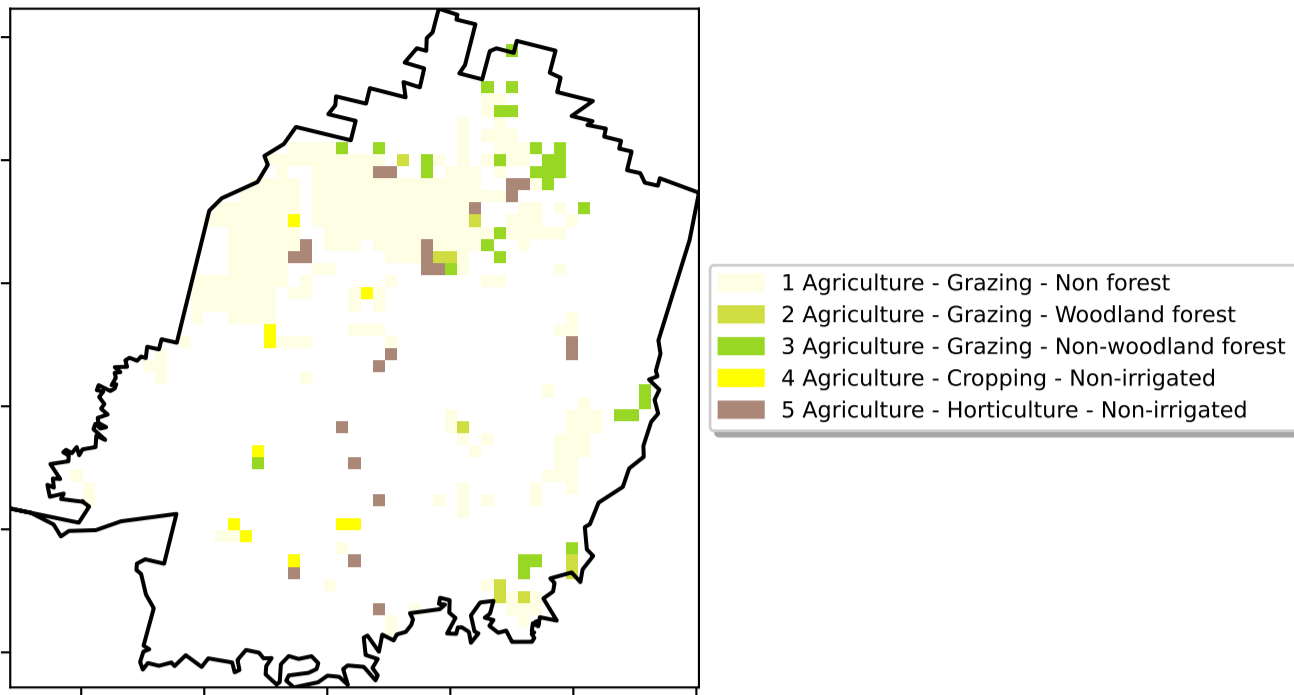 1 Agriculture - Grazing - Non forest
2 Agriculture - Grazing - Woodland forest
3 Agriculture - Grazing - Non-woodland forest
4 Agriculture - Cropping - Non-irrigated
5 Agriculture - Horticulture - Non-irrigated